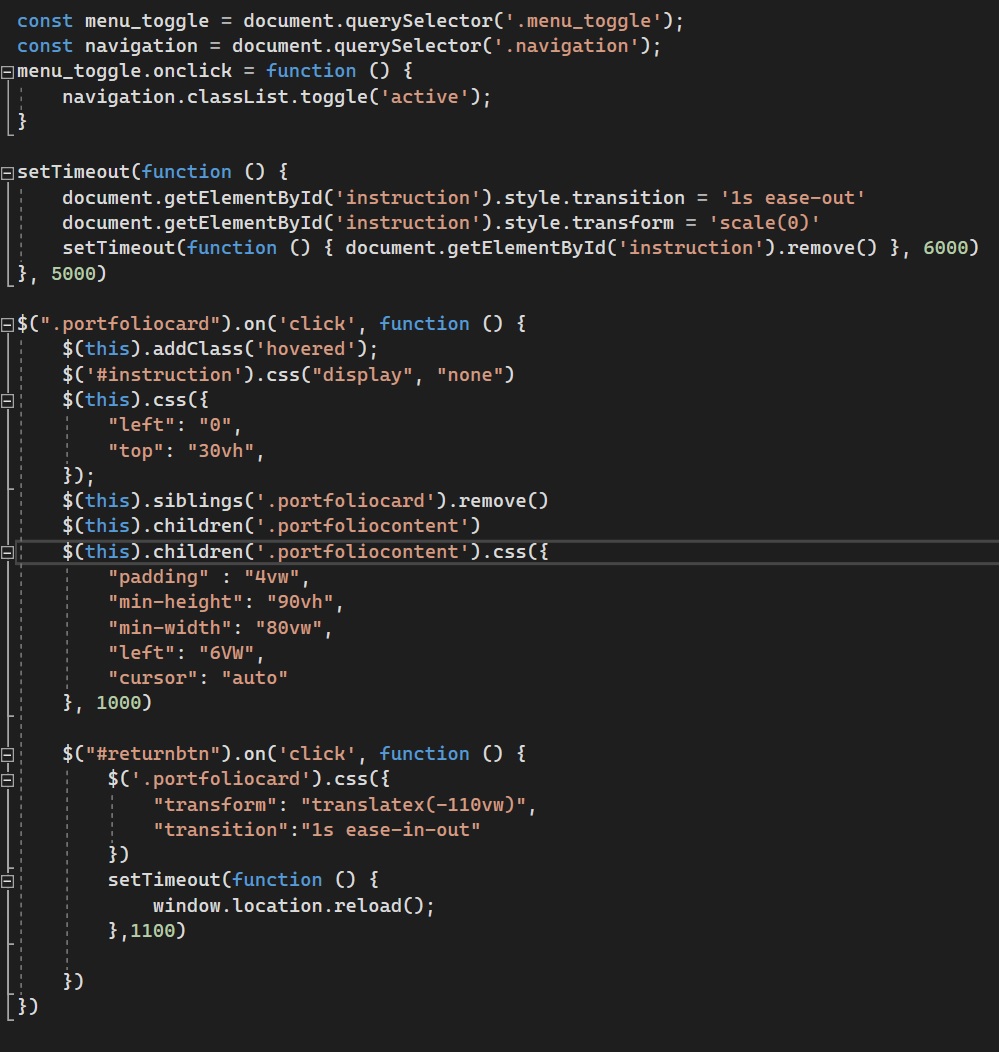 const menu_toggle = document.querySelector('.menu_toggle');
const navigation = document.querySelector('.navigation');
menu_toggle.onclick = function () {
    navigation.classList.toggle('active');
}

setTimeout(function () {
    document.getElementById('instruction').style.transition = '1s ease-out'
    document.getElementById('instruction').style.transform = 'scale(0)'
    setTimeout(function () { document.getElementById('instruction').remove() }, 6000)
}, 5000)

$(".portfoliocard").on('click', function () {
    $(this).addClass('hovered');
    $('#instruction').css("display", "none")
    $(this).css({
        "left": "0",
        "top": "30vh",
    });
    $(this).siblings('.portfoliocard').remove()
    $(this).children('.portfoliocontent')
    $(this).children('.portfoliocontent').css({
        "padding" : "4vw",
        "min-height": "90vh",
        "min-width": "80vw",
        "left": "6VW",
        "cursor": "auto"
    }, 1000)

    $("#returnbtn").on('click', function () {
        $('.portfoliocard').css({
            "transform": "translatex(-110vw)",
            "transition":"1s ease-in-out"
        })
        setTimeout(function () {
            window.location.reload();
        },1100)

    })
})